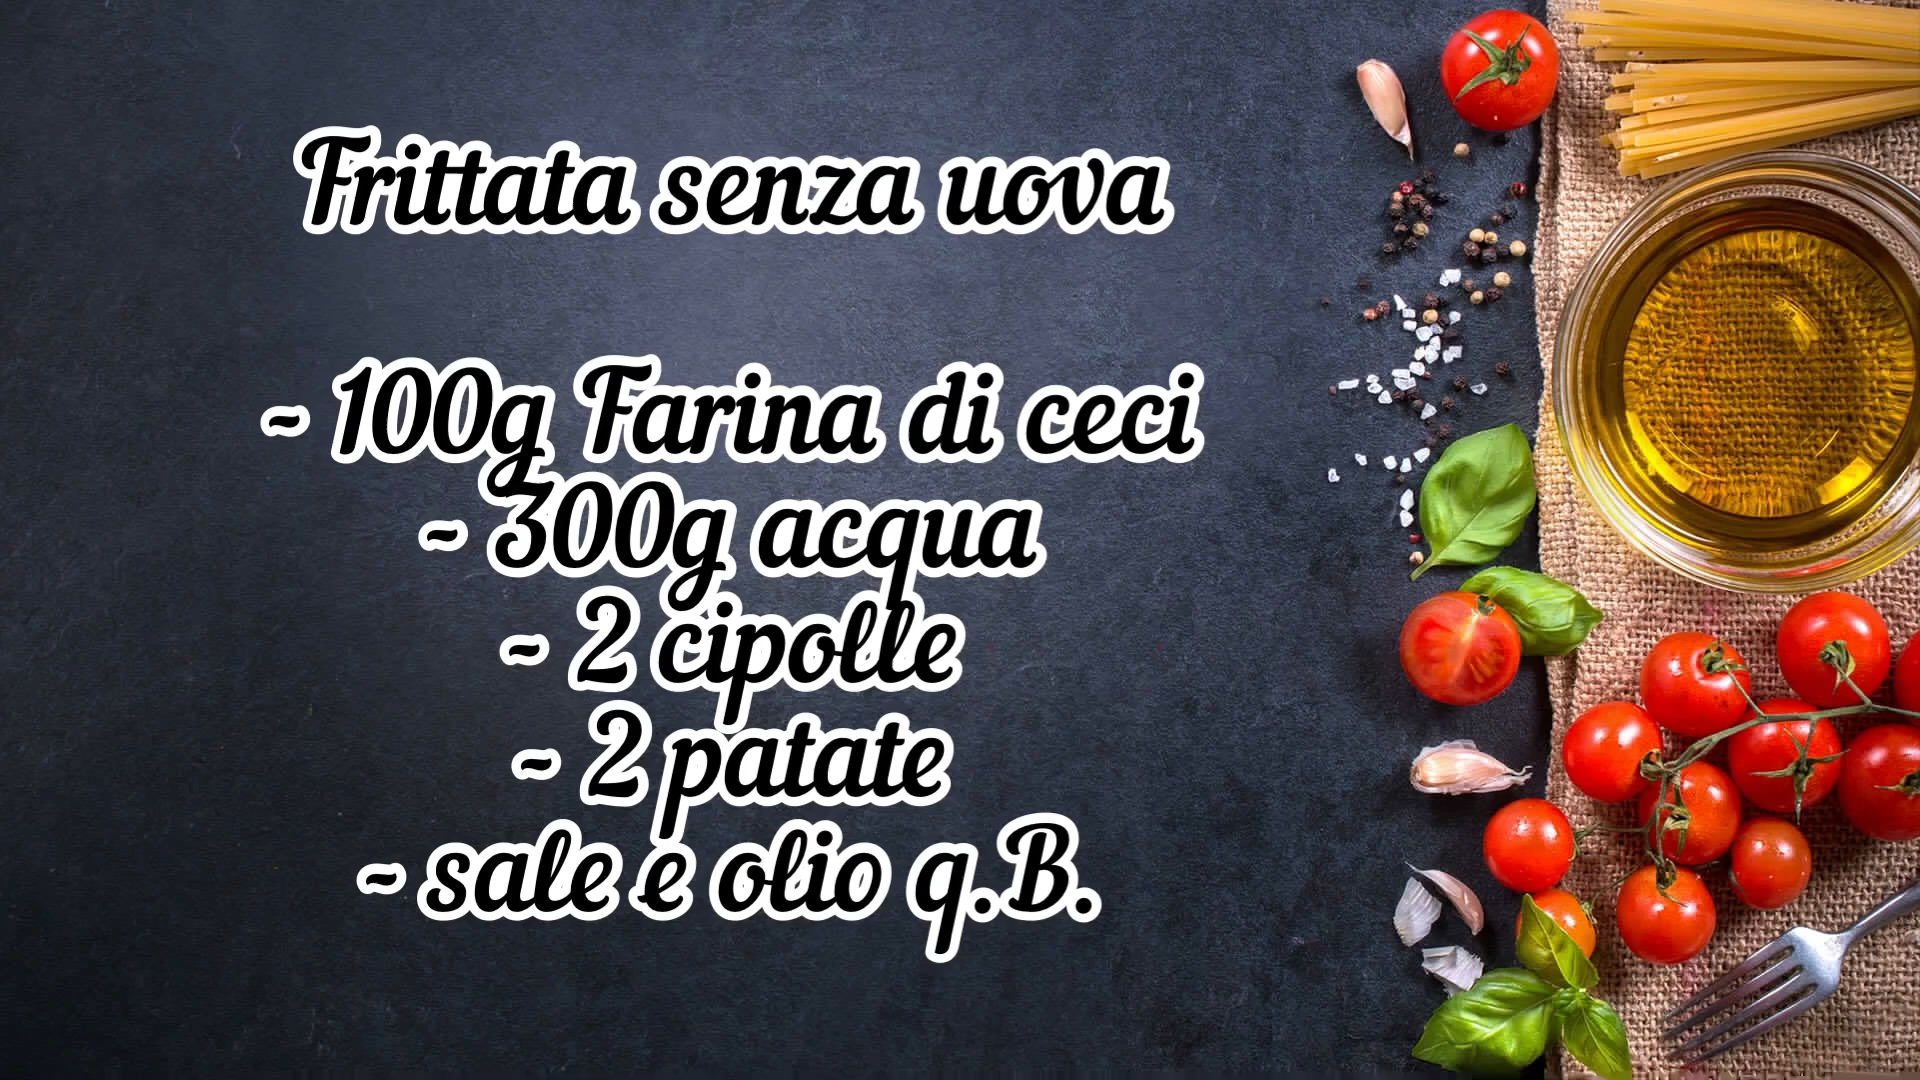 Frittata senza uova
~ 100g Farina di ceci
~ 300g acqua
~ 2 cipolle
~ 2 patate
~ sale e olio q.B.